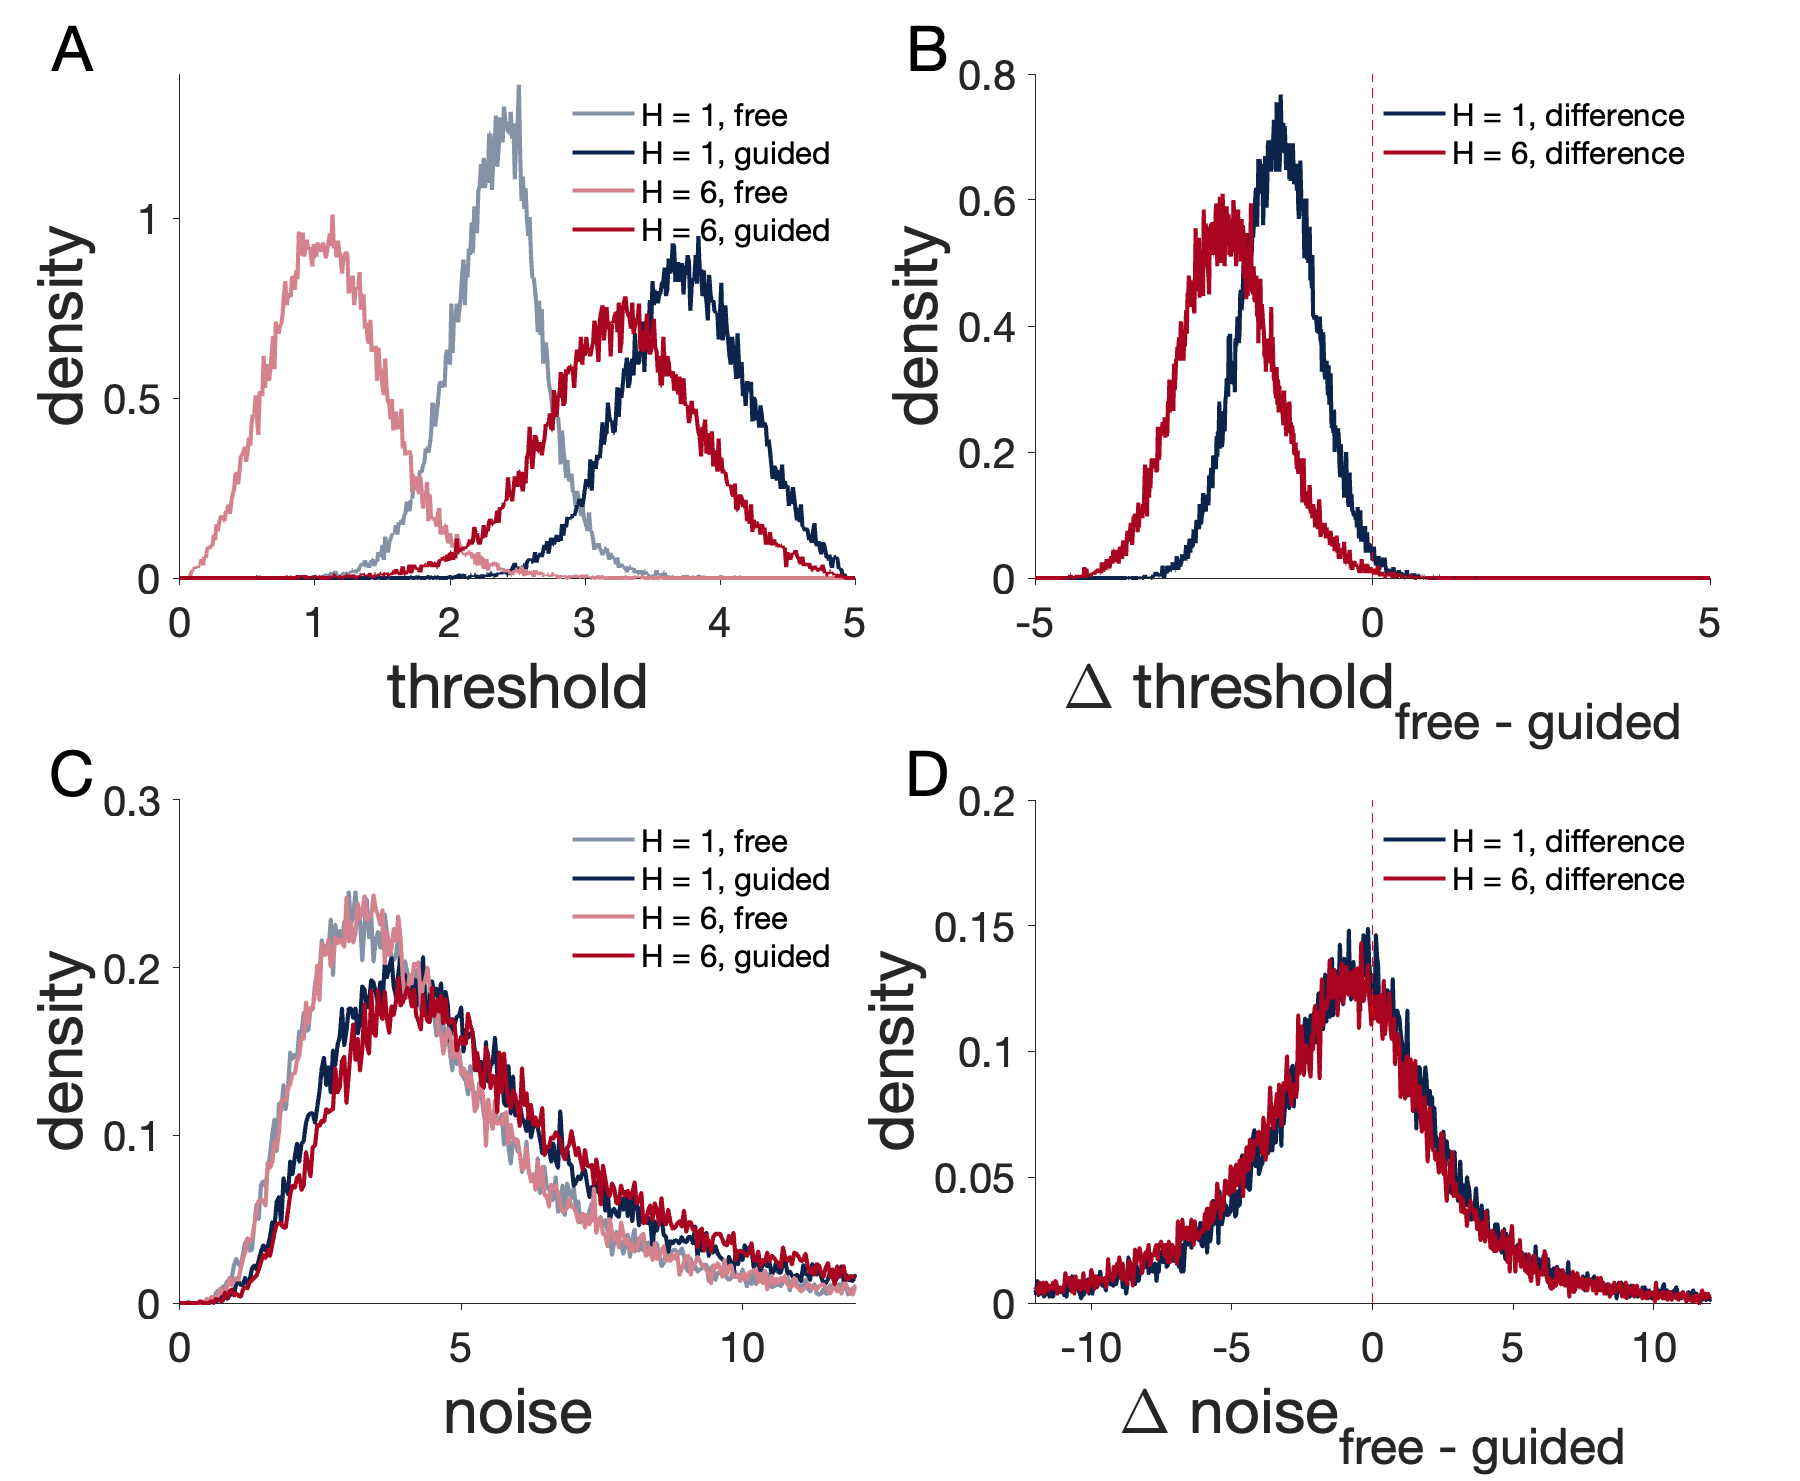 A
density
1
0.5
0
0
1
2
3
4
5
threshold
H = 1, free
H = 1, guided
H = 6, free
H = 6, guided
B
density
0.8
0.6
0.4
0.2
0
-5
0
5
Δ threshold free - guided
H = 1, difference
H = 6, difference
C
density
0.3
0.2
0.1
0
0
5
10
noise
H = 1, free
H = 1, guided
H = 6, free
H = 6, guided
D
density
0.2
0.15
0.1
0.05
0
-10
-5
0
5
10
Δ noise free - guided
H = 1, difference
H = 6, difference